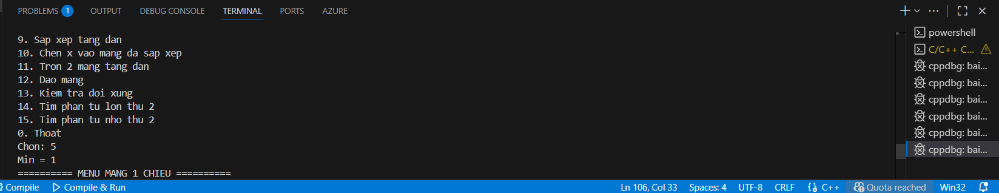 PROBLEMS 1 OUTPUT DEBUG CONSOLE TERMINAL PORTS AZURE
9. Sap xep tang dan
10. Chen x vao mang da sap xep
11. Tron 2 mang tang dan
12. Dao mang
13. Kiem tra doi xung
14. Tim phan tu lon thu 2
15. Tim phan tu nho thu 2
0. Thoat
Chon: 5
Min = 1
========== MENU MANG 1 CHIEU ==========
powershell
C/C++ C...
cppdbg: bai...
cppdbg: bai...
cppdbg: bai...
cppdbg: bai...
cppdbg: bai...
cppdbg: bai...
Compile Compile & Run Ln 106, Col 33 Spaces: 4 UTF-8 CRLF C++ Quota reached Win32